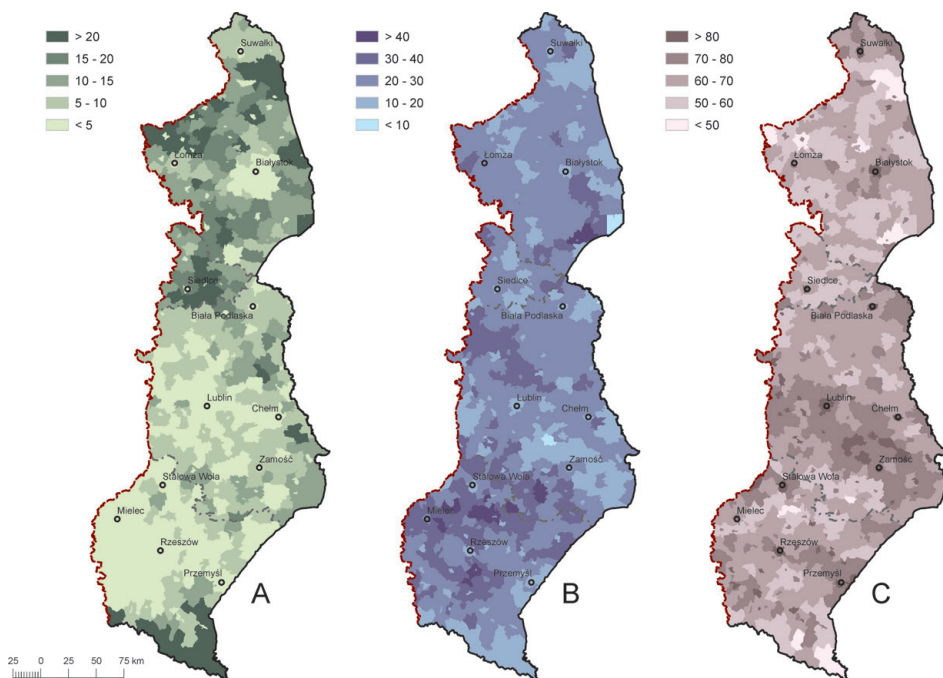 > 20
15 - 20
10 - 15
5 - 10
< 5
Suwałki
Łomża
Białystok
Siedlce
Biała Podlaska
Lublin
Chełm
Zamość
Stalowa Wola
Mielec
Rzeszów
Przemyśl
A
25 0 25 50 75 km
> 40
30 - 40
20 - 30
10 - 20
< 10
Suwałki
Łomża
Białystok
Siedlce
Biała Podlaska
Lublin
Chełm
Zamość
Stalowa Wola
Mielec
Rzeszów
Przemyśl
B
> 80
70 - 80
60 - 70
50 - 60
< 50
Suwałki
Łomża
Białystok
Siedlce
Biała Podlaska
Lublin
Chełm
Zamość
Stalowa Wola
Mielec
Rzeszów
Przemyśl
C